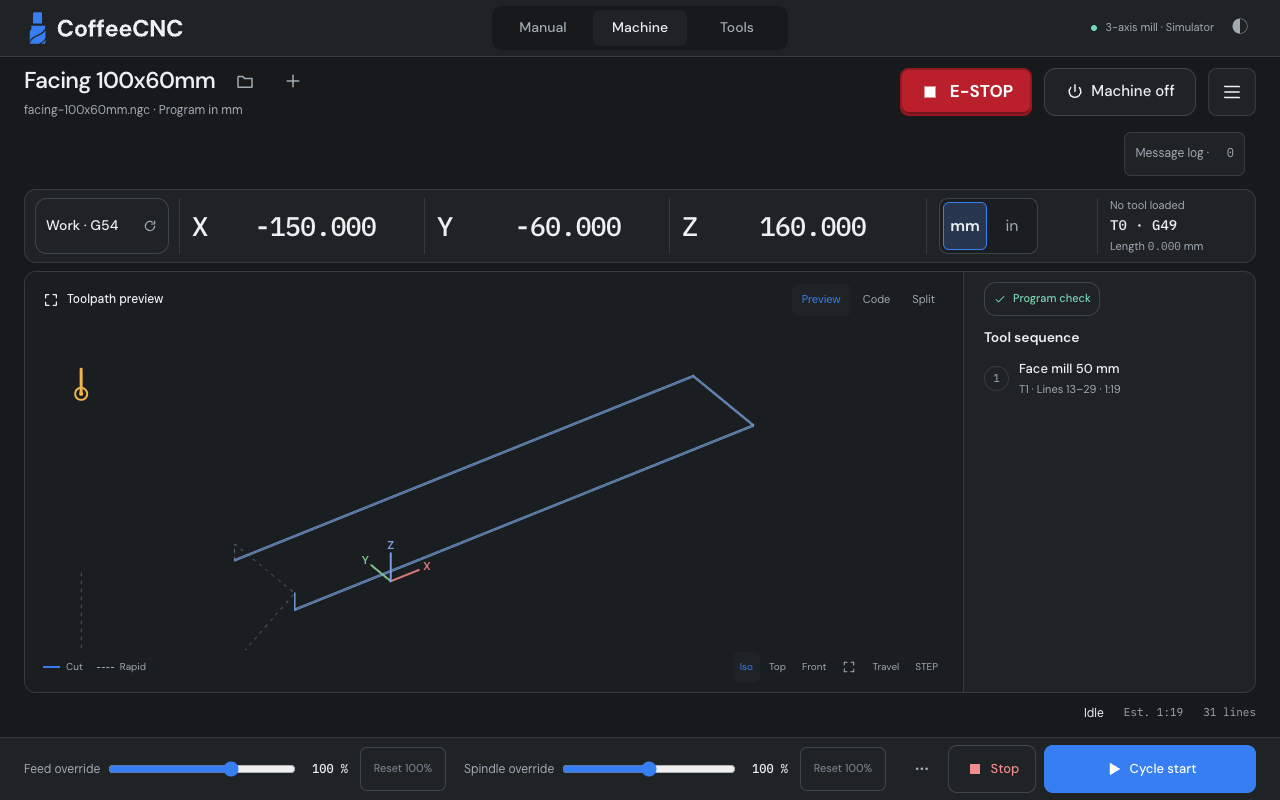 CoffeeCNC
Manual Machine Tools
3-axis mill · Simulator
Facing 100x60mm
facing-100x60mm.ngc · Program in mm
E-STOP
Machine off
Message log · 0
Work · G54
X -150.000
Y -60.000
Z 160.000
mm in
No tool loaded
T0 · G49
Length 0.000 mm
Toolpath preview
Preview Code Split
Program check
Tool sequence
1 Face mill 50 mm
T1 · Lines 13–29 · 1:19
Z
Y
X
Cut Rapid
Iso Top Front Travel STEP
Idle Est. 1:19 31 lines
Feed override 100 % Reset 100%
Spindle override 100 % Reset 100%
··· Stop Cycle start